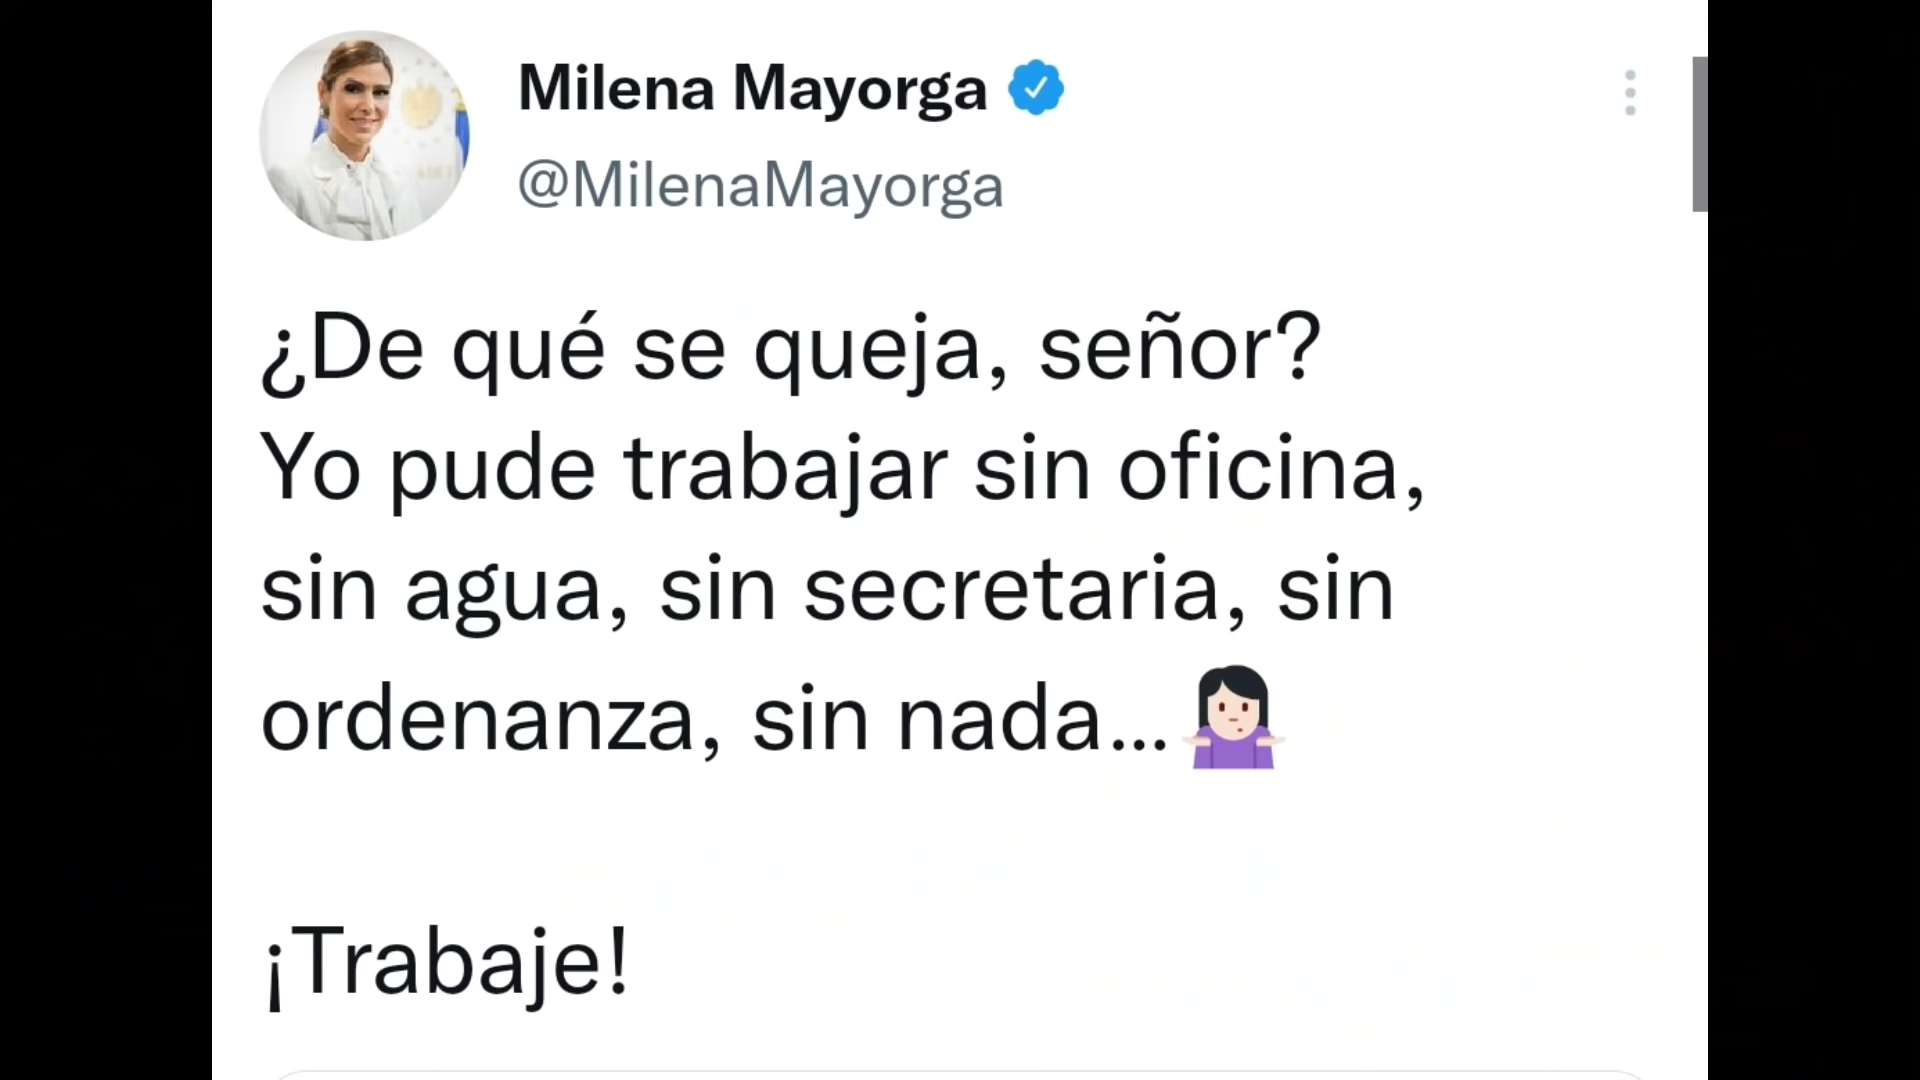 Milena Mayorga
@MilenaMayorga
¿De qué se queja, señor?
Yo pude trabajar sin oficina,
sin agua, sin secretaria, sin
ordenanza, sin nada...🤷🏻‍♀️
¡Trabaje!